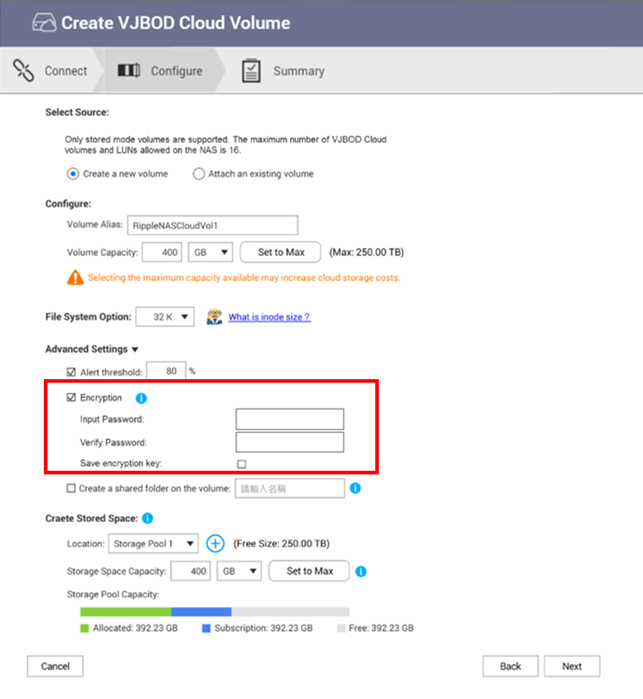 Create VJBOD Cloud Volume
Connect
Configure
Summary
Select Source:
Only stored mode volumes are supported. The maximum number of VJBOD Cloud
volumes and LUNs allowed on the NAS is 16.
Create a new volume Attach an existing volume
Configure:
Volume Alias: RippleNASCloudVol1
Volume Capacity: 400 GB Set to Max (Max: 250.00 TB)
Selecting the maximum capacity available may increase cloud storage costs.
File System Option: 32 K What is inode size ?
Advanced Settings
Alert threshold: 80 %
Encryption
Input Password:
Verify Password:
Save encryption key:
Create a shared folder on the volume: 請輸入名稱
Craete Stored Space:
Location: Storage Pool 1 (Free Size: 250.00 TB)
Storage Space Capacity: 400 GB Set to Max
Storage Pool Capacity:
Allocated: 392.23 GB Subscription: 392.23 GB Free: 392.23 GB
Cancel Back Next